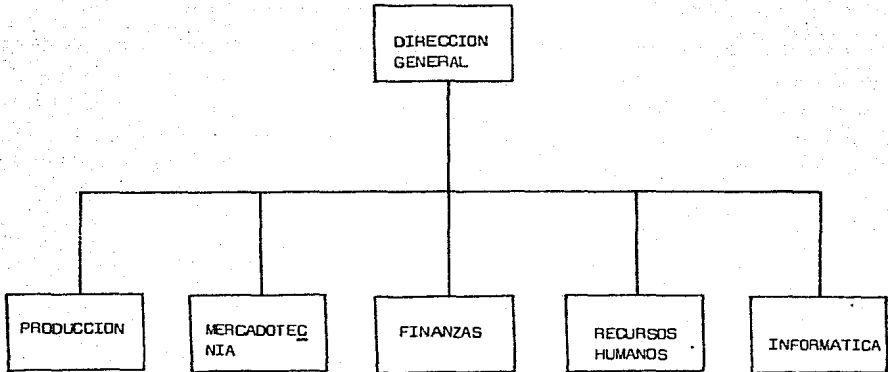 DIRECCION
GENERAL
PRODUCCION
MERCADOTEC
NIA
FINANZAS
RECURSOS
HUMANOS
INFORMATICA